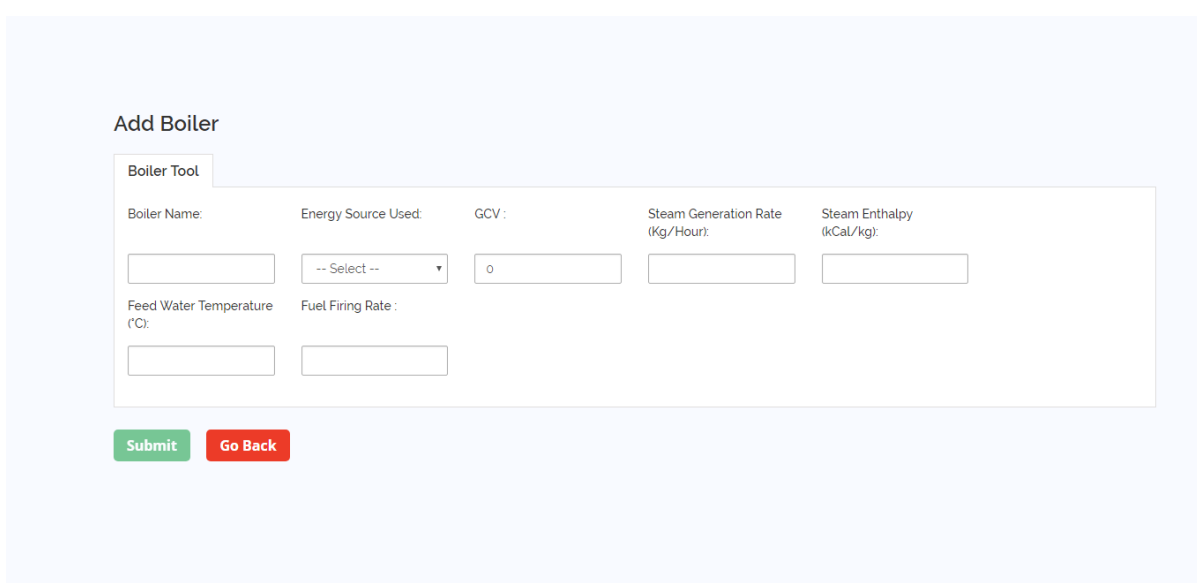 Add Boiler
Boiler Tool
Boiler Name:
Energy Source Used:
GCV :
Steam Generation Rate
(Kg/Hour):
Steam Enthalpy
(kCal/kg):
-- Select --
0
Feed Water Temperature
(°C):
Fuel Firing Rate :
Submit
Go Back